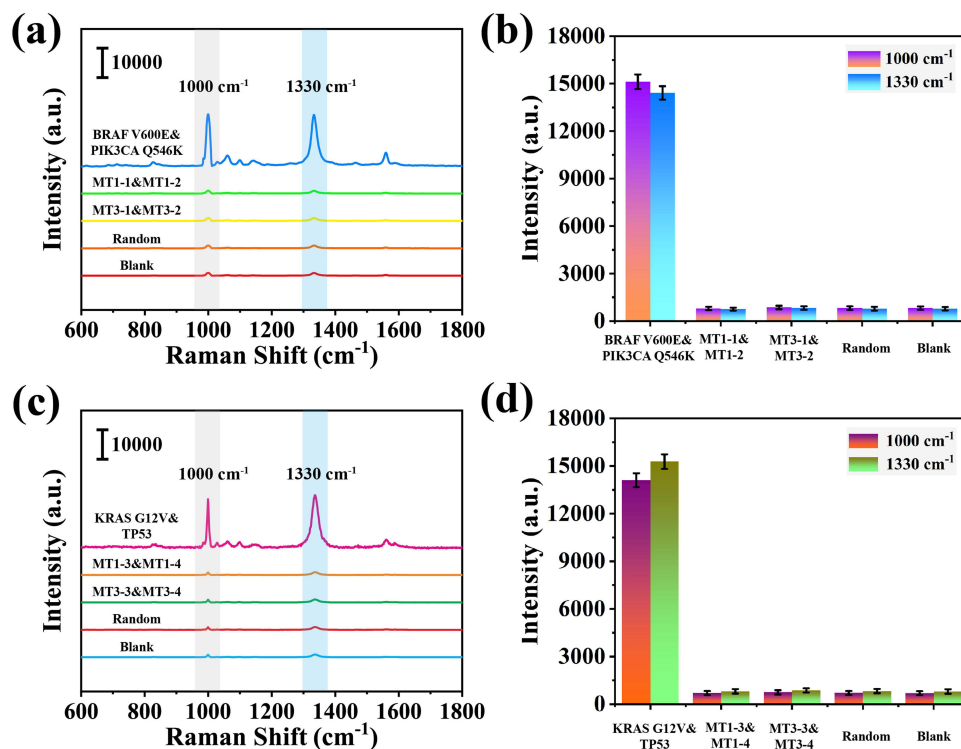 (a)
10000
1000 cm⁻¹
1330 cm⁻¹
BRAF V600E&
PIK3CA Q546K
MT1-1&MT1-2
MT3-1&MT3-2
Random
Blank
Intensity (a.u.)
600
800
1000
1200
1400
1600
1800
Raman Shift (cm⁻¹)
(b)
18000
15000
12000
9000
6000
3000
0
Intensity (a.u.)
1000 cm⁻¹
1330 cm⁻¹
BRAF V600E&
PIK3CA Q546K
MT1-1&
MT1-2
MT3-1&
MT3-2
Random
Blank
(c)
10000
1000 cm⁻¹
1330 cm⁻¹
KRAS G12V&
TP53
MT1-3&MT1-4
MT3-3&MT3-4
Random
Blank
Intensity (a.u.)
600
800
1000
1200
1400
1600
1800
Raman Shift (cm⁻¹)
(d)
18000
15000
12000
9000
6000
3000
0
Intensity (a.u.)
1000 cm⁻¹
1330 cm⁻¹
KRAS G12V&
TP53
MT1-3&
MT1-4
MT3-3&
MT3-4
Random
Blank